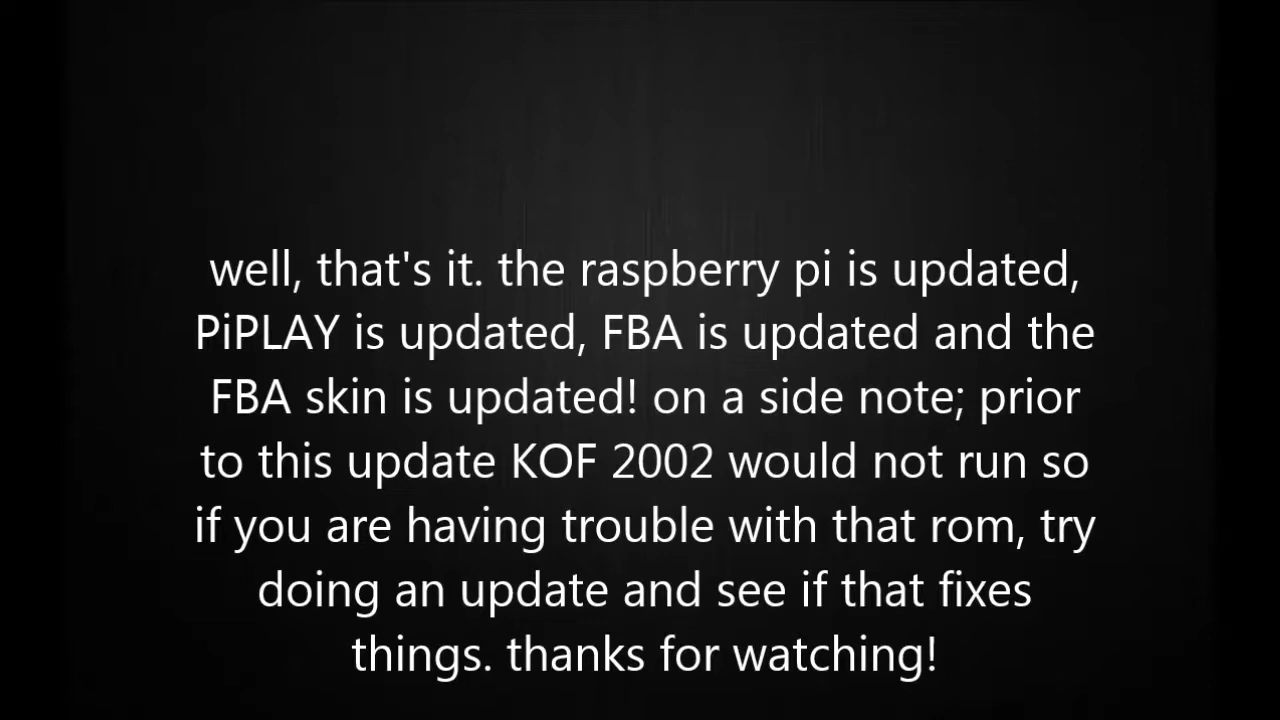 well, that's it. the raspberry pi is updated,
PiPLAY is updated, FBA is updated and the
FBA skin is updated! on a side note; prior
to this update KOF 2002 would not run so
if you are having trouble with that rom, try
doing an update and see if that fixes
things. thanks for watching!